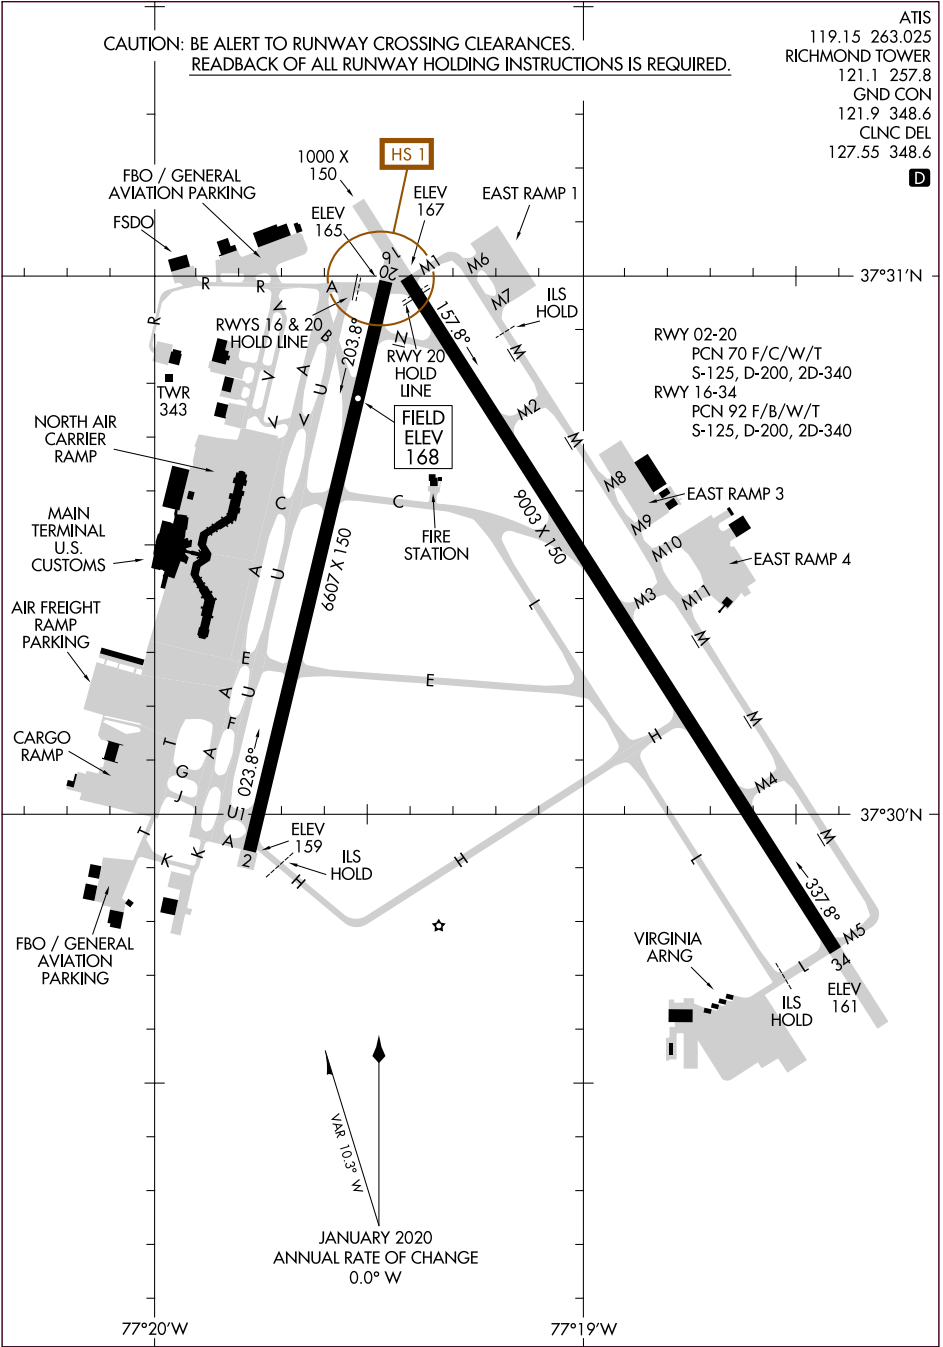 CAUTION: BE ALERT TO RUNWAY CROSSING CLEARANCES.
READBACK OF ALL RUNWAY HOLDING INSTRUCTIONS IS REQUIRED.
ATIS
119.15 263.025
RICHMOND TOWER
121.1 257.8
GND CON
121.9 348.6
CLNC DEL
127.55 348.6
D
HS 1
1000 X
150
FBO / GENERAL
AVIATION PARKING
FSDO
ELEV
165
ELEV
167
EAST RAMP 1
16
20
M1
M6
M7
A
R
R
R
V
37°31'N
RWYS 16 & 20
HOLD LINE
B
203.8°
N
157.8°
ILS
HOLD
M
RWY 20
HOLD
LINE
RWY 02-20
PCN 70 F/C/W/T
S-125, D-200, 2D-340
RWY 16-34
PCN 92 F/B/W/T
S-125, D-200, 2D-340
TWR
343
V
A
U
V
V
M2
M
FIELD
ELEV
168
NORTH AIR
CARRIER
RAMP
M8
EAST RAMP 3
C
C
9003 X 150
M9
FIRE
STATION
MAIN
TERMINAL
U.S.
CUSTOMS
M10
EAST RAMP 4
A
U
6607 X 150
L
M3
M11
AIR FREIGHT
RAMP
PARKING
M
E
E
A
U
F
M
H
CARGO
RAMP
T
A
G
J
023.8°
M4
U1
37°30'N
T
K
K
A
2
ELEV
159
ILS
HOLD
H
H
L
M
337.8°
FBO / GENERAL
AVIATION
PARKING
VIRGINIA
ARNG
M5
L
34
ILS
HOLD
ELEV
161
VAR 10.3° W
JANUARY 2020
ANNUAL RATE OF CHANGE
0.0° W
77°20'W
77°19'W